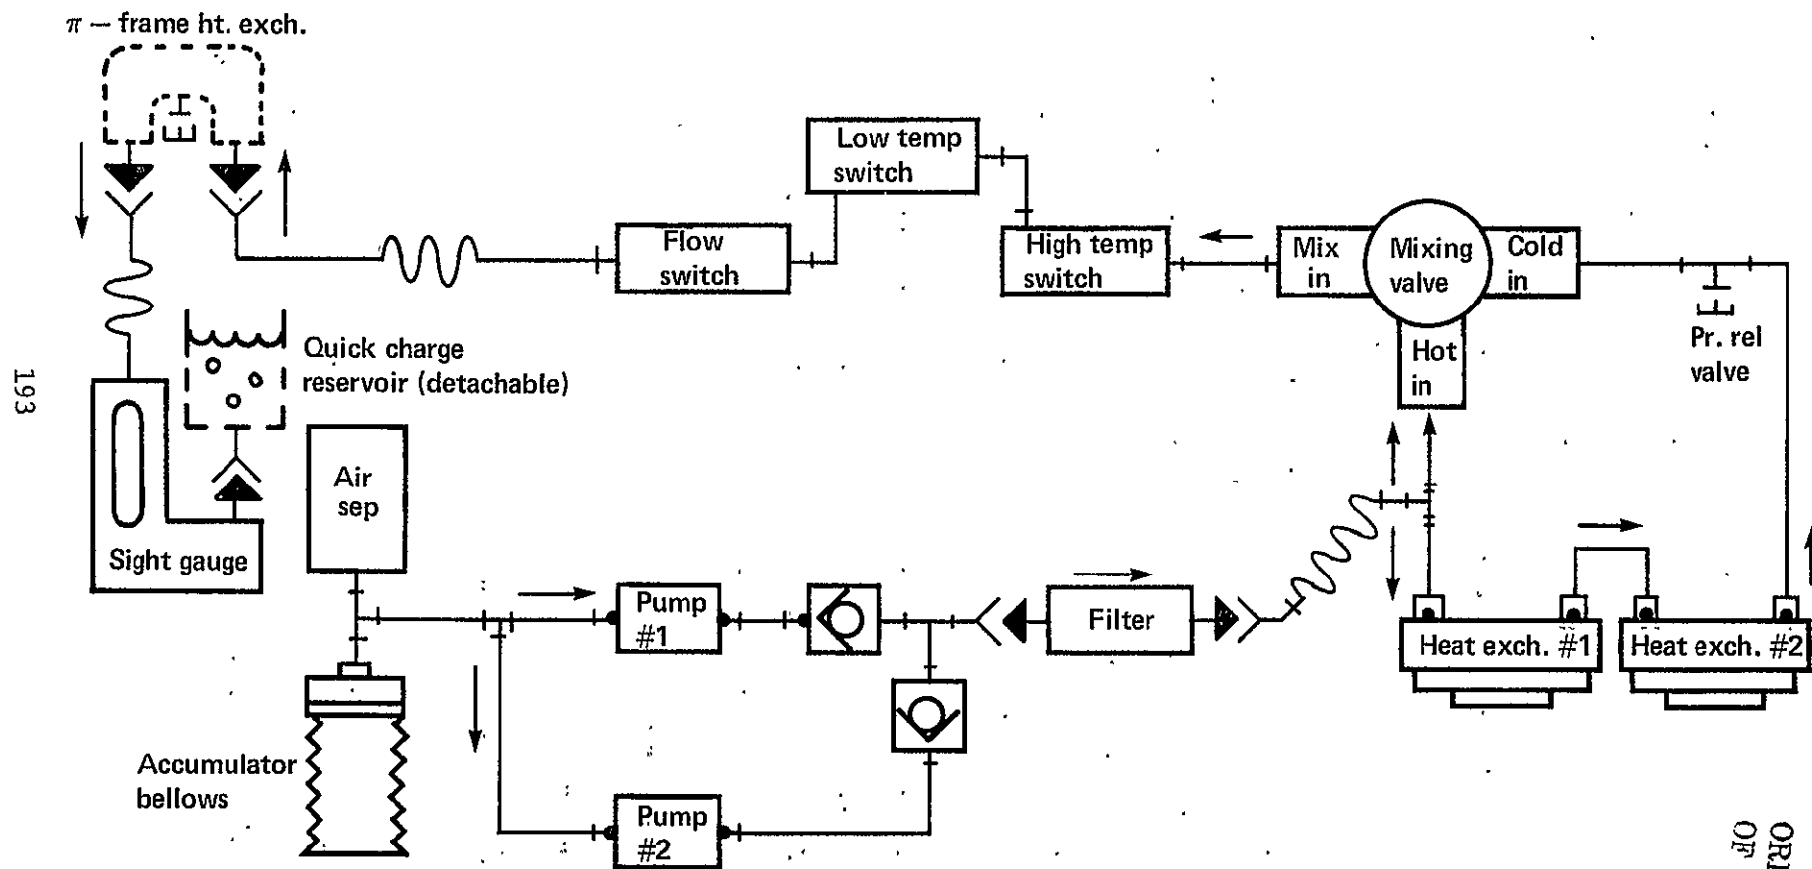 π – frame ht. exch.
Low temp
switch
Flow
switch
High temp
switch
Mix
in
Mixing
valve
Cold
in
Hot
in
Pr. rel
valve
Quick charge
reservoir (detachable)
193
Air
sep
Sight gauge
Pump
#1
Filter
Heat exch. #1
Heat exch. #2
Accumulator
bellows
Pump
#2
ORI
OF